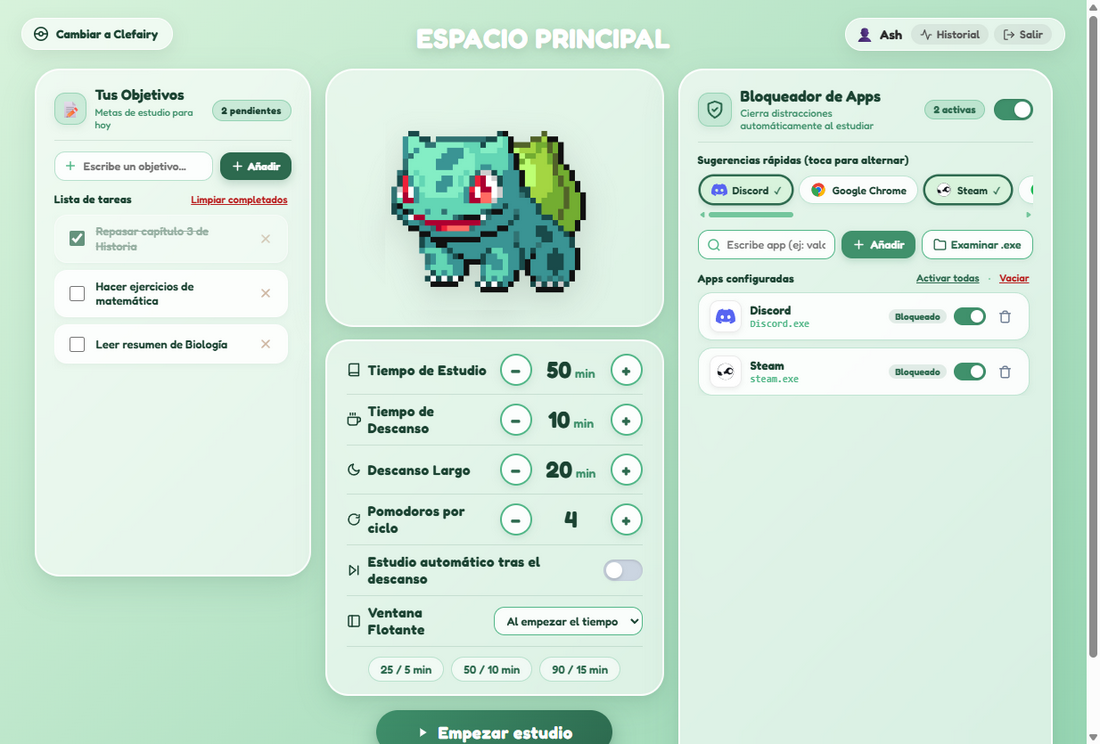 Cambiar a Clefairy
ESPACIO PRINCIPAL
Ash
Historial
Salir
Tus Objetivos
Metas de estudio para
hoy
2 pendientes
+ Escribe un objetivo...
+ Añadir
Lista de tareas
Limpiar completados
Repasar capítulo 3 de
Historia
Hacer ejercicios de
matemática
Leer resumen de Biología
Tiempo de Estudio
50 min
Tiempo de
Descanso
10 min
Descanso Largo
20 min
Pomodoros por
ciclo
4
Estudio automático tras el
descanso
Ventana
Flotante
Al empezar el tiempo
25 / 5 min
50 / 10 min
90 / 15 min
Empezar estudio
Bloqueador de Apps
Cierra distracciones
automáticamente al estudiar
2 activas
Sugerencias rápidas (toca para alternar)
Discord ✓
Google Chrome
Steam ✓
Escribe app (ej: valc
+ Añadir
Examinar .exe
Apps configuradas
Activar todas
·
Vaciar
Discord
Discord.exe
Bloqueado
Steam
steam.exe
Bloqueado